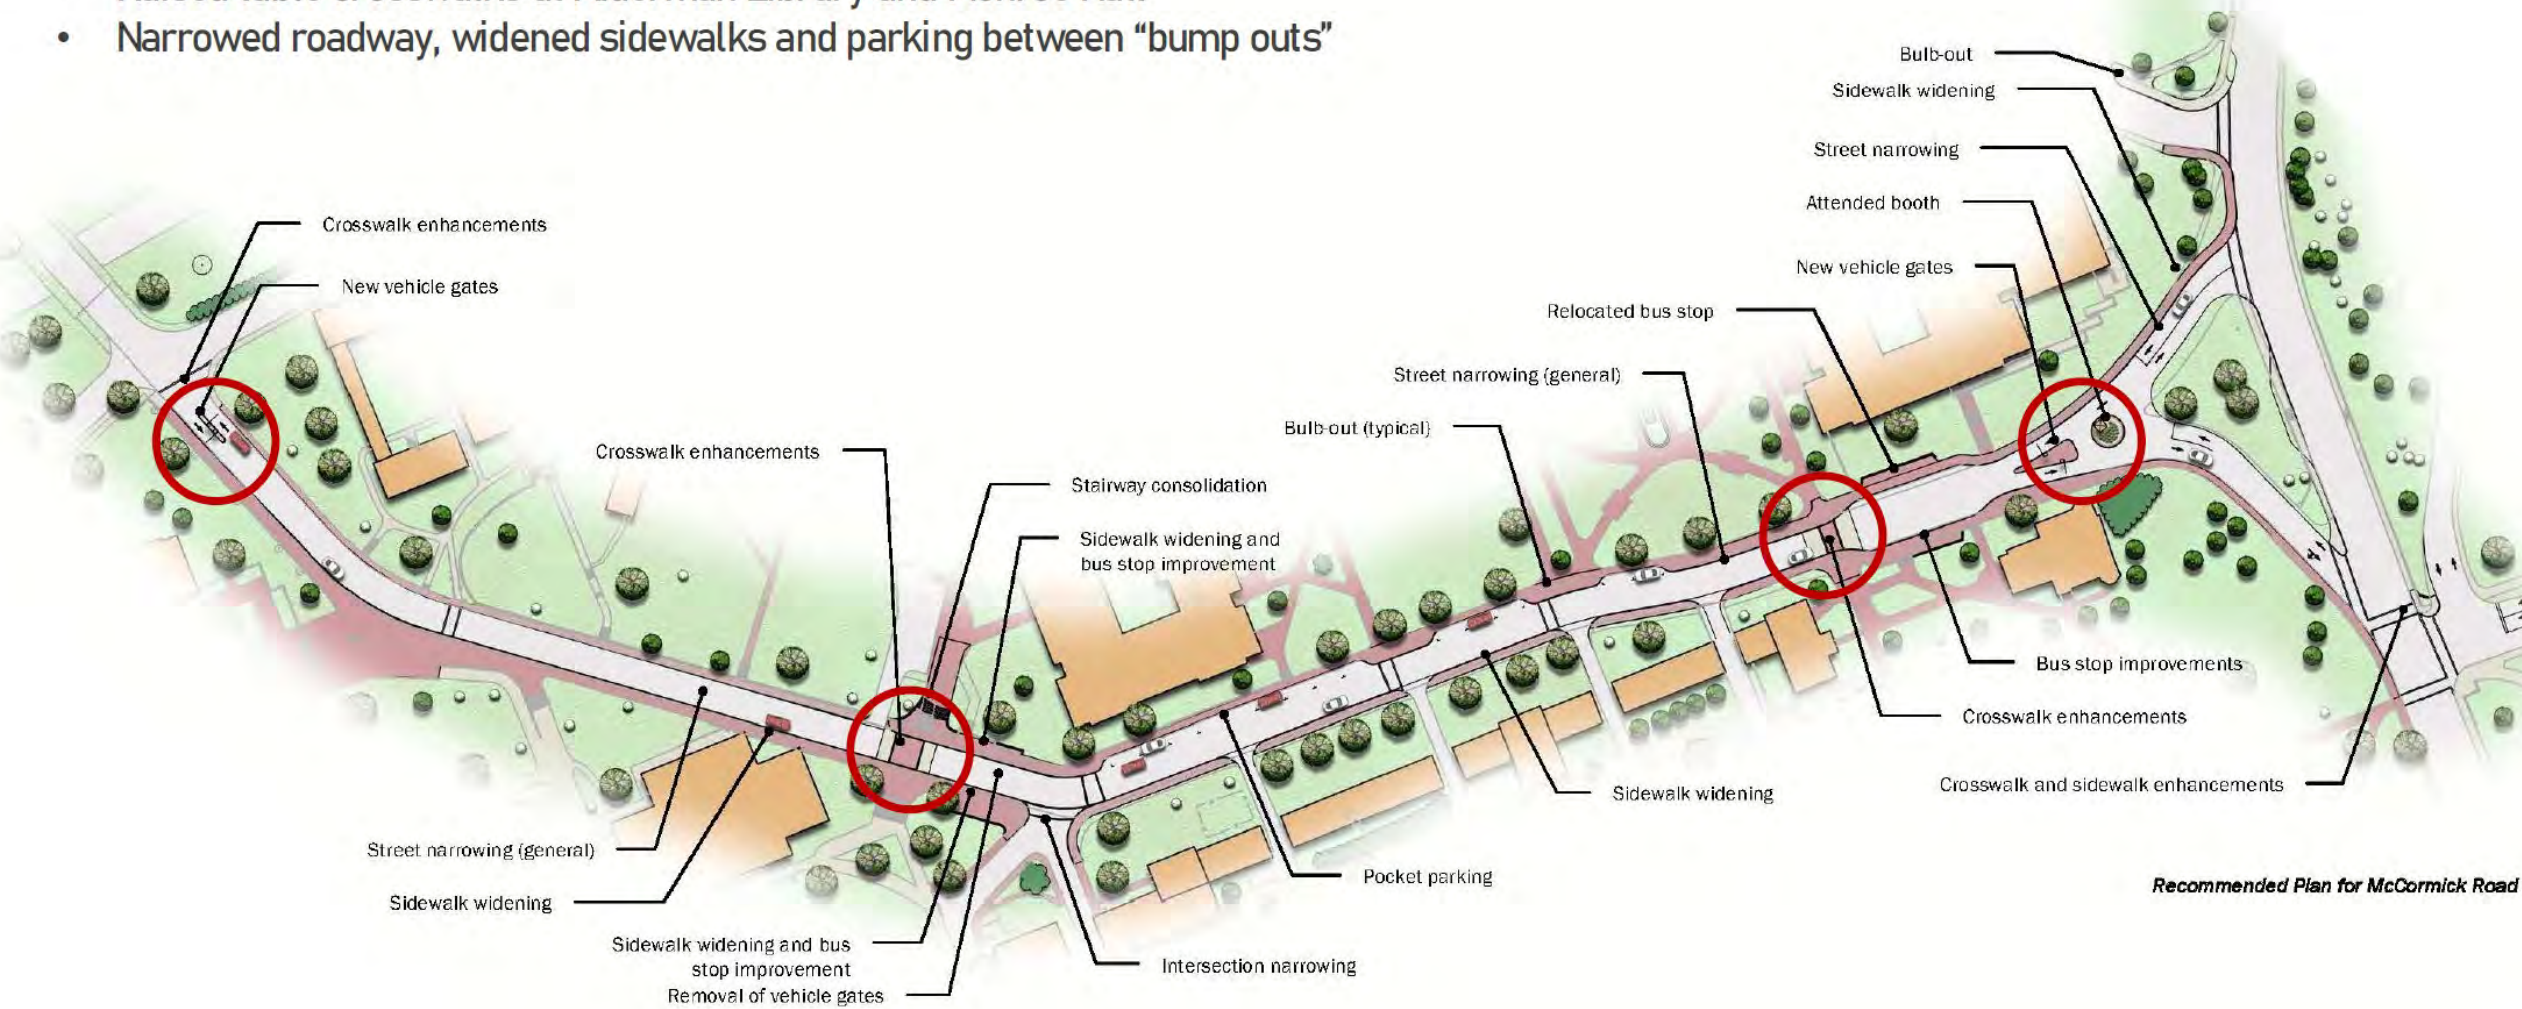 • Narrowed roadway, widened sidewalks and parking between “bump outs”
Bulb-out
Sidewalk widening
Street narrowing
Attended booth
New vehicle gates
Relocated bus stop
Street narrowing (general)
Bulb-out (typical)
Crosswalk enhancements
New vehicle gates
Crosswalk enhancements
Stairway consolidation
Sidewalk widening and
bus stop improvement
Bus stop improvements
Crosswalk enhancements
Crosswalk and sidewalk enhancements
Sidewalk widening
Pocket parking
Street narrowing (general)
Sidewalk widening
Sidewalk widening and bus
stop improvement
Removal of vehicle gates
Intersection narrowing
Recommended Plan for McCormick Road